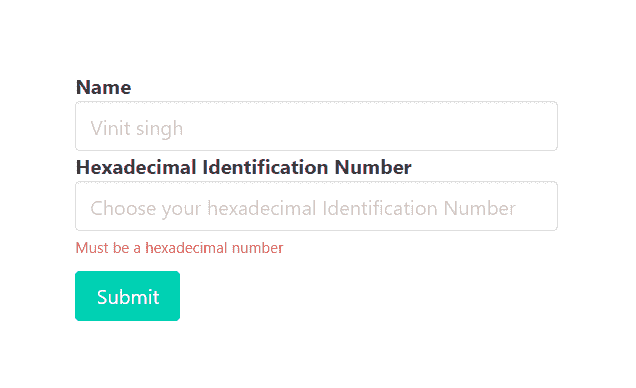 Name
Vinit singh
Hexadecimal Identification Number
Choose your hexadecimal Identification Number
Must be a hexadecimal number
Submit